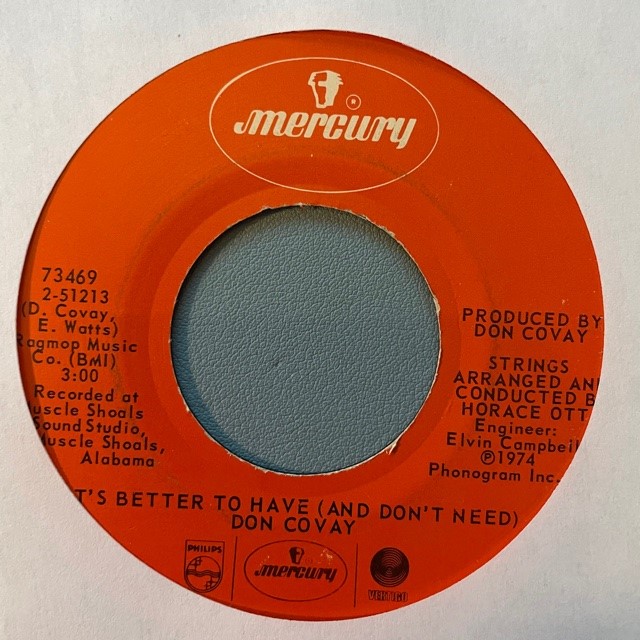 ®
mercury
73469
2-51213
(D. Covay,
E. Watts)
Ragmop Music
Co. (BMI)
3:00
Recorded at
uscle Shoals
Sound Studio,
Muscle Shoals,
Alabama
PRODUCED BY
DON COVAY
STRINGS
ARRANGED AN
CONDUCTED B
HORACE OTT
Engineer:
Elvin Campbell
℗1974
Phonogram Inc.
T'S BETTER TO HAVE (AND DON'T NEED)
DON COVAY
PHILIPS
mercury
VERTIGO